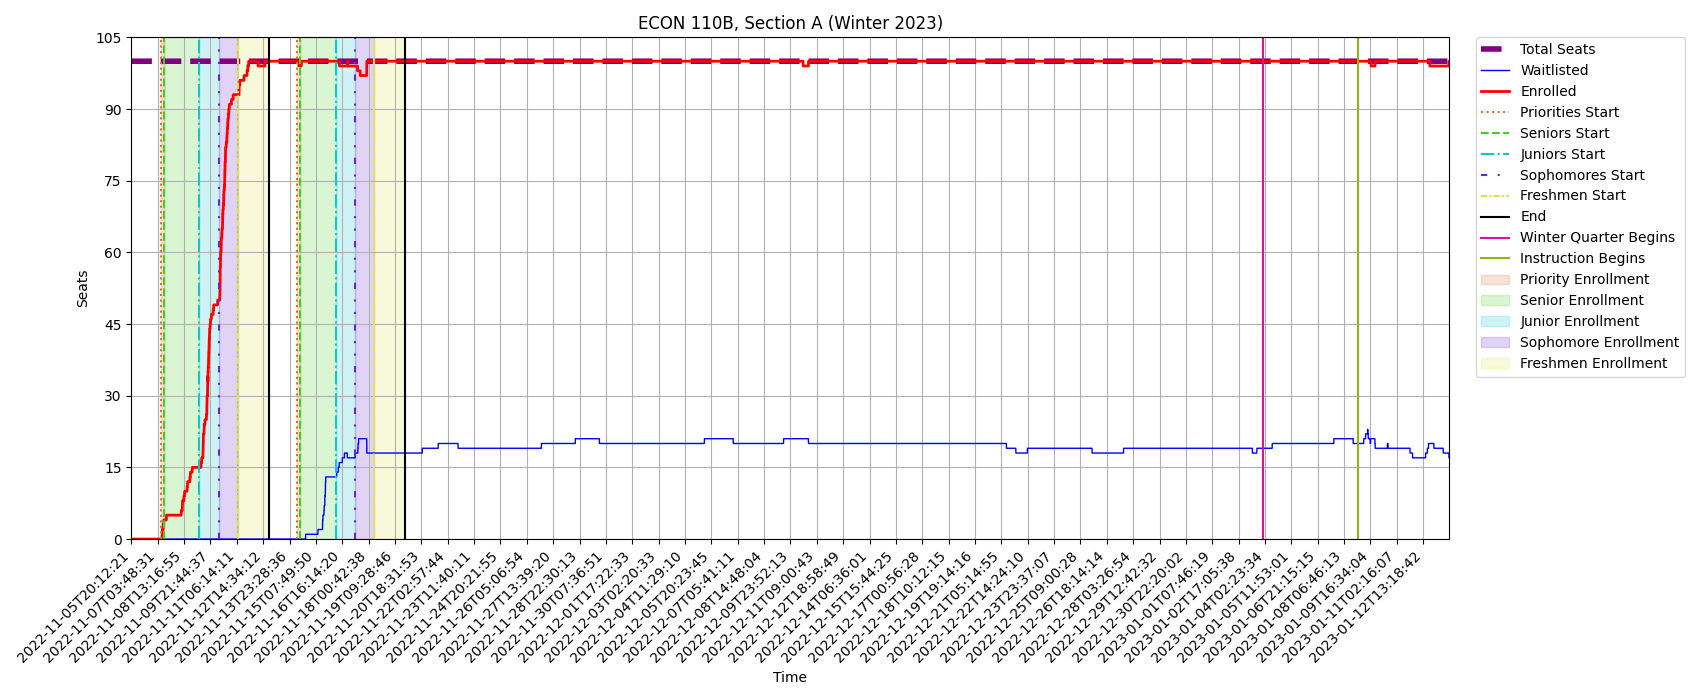 ECON 110B, Section A (Winter 2023)
Seats
105
90
75
60
45
30
15
0
2022-11-05T20:12:21
2022-11-07T03:48:31
2022-11-08T13:16:55
2022-11-09T21:44:37
2022-11-11T06:14:11
2022-11-12T14:34:12
2022-11-13T23:28:36
2022-11-15T07:49:50
2022-11-16T16:14:20
2022-11-18T00:42:38
2022-11-19T09:28:46
2022-11-20T18:31:53
2022-11-22T02:57:44
2022-11-23T11:40:11
2022-11-24T20:21:55
2022-11-26T05:06:54
2022-11-27T13:39:20
2022-11-28T22:30:13
2022-11-30T07:36:51
2022-12-01T17:22:33
2022-12-03T02:20:33
2022-12-04T11:29:10
2022-12-05T20:23:45
2022-12-07T05:41:11
2022-12-08T14:48:04
2022-12-09T23:52:13
2022-12-11T09:00:43
2022-12-12T18:58:49
2022-12-14T06:36:01
2022-12-15T15:44:25
2022-12-17T00:56:28
2022-12-18T10:12:15
2022-12-19T19:14:16
2022-12-21T05:14:55
2022-12-22T14:24:10
2022-12-23T23:37:07
2022-12-25T09:00:28
2022-12-26T18:14:14
2022-12-28T03:26:54
2022-12-29T12:42:32
2022-12-30T22:20:02
2023-01-01T07:46:19
2023-01-02T17:05:38
2023-01-04T02:23:34
2023-01-05T11:53:01
2023-01-06T21:15:15
2023-01-08T06:46:13
2023-01-09T16:34:04
2023-01-11T02:16:07
2023-01-12T13:18:42
Time
Total Seats
Waitlisted
Enrolled
Priorities Start
Seniors Start
Juniors Start
Sophomores Start
Freshmen Start
End
Winter Quarter Begins
Instruction Begins
Priority Enrollment
Senior Enrollment
Junior Enrollment
Sophomore Enrollment
Freshmen Enrollment